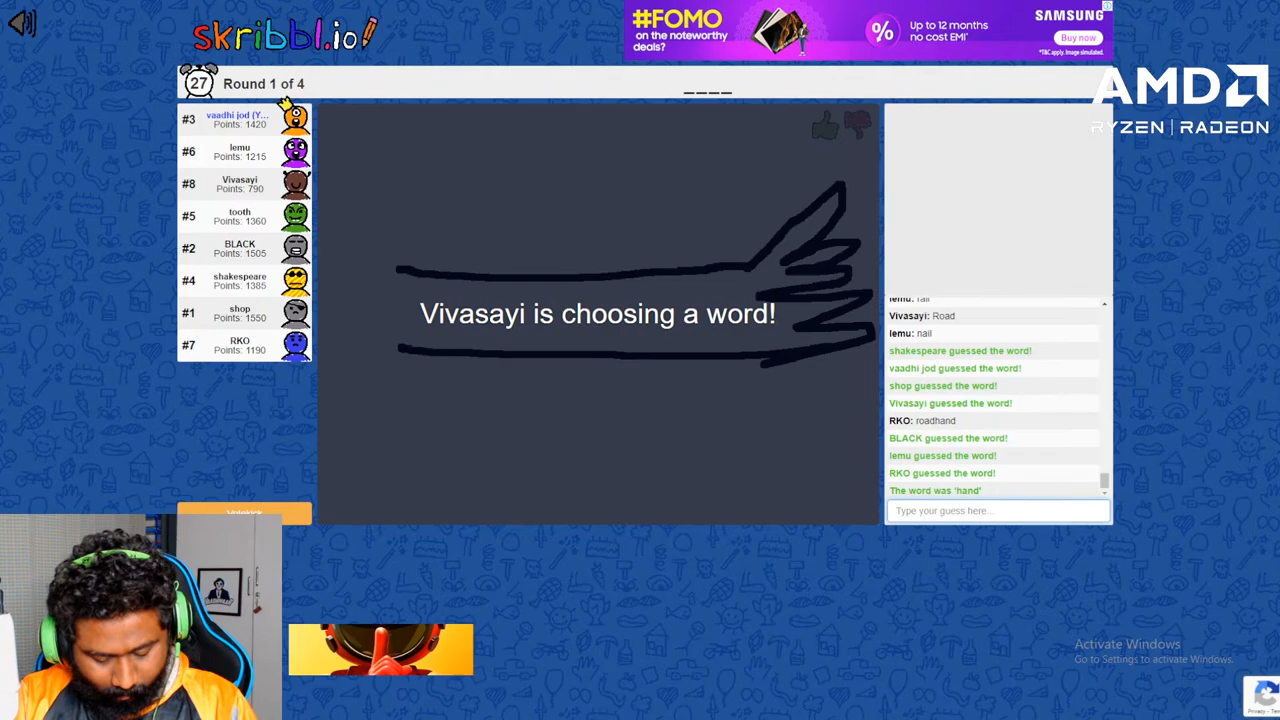 skribbl.io!
#FOMO
on the noteworthy
deals?
%
Up to 12 months
no cost EMI*
SAMSUNG
Buy now
*T&C apply. Image simulated.
AMD
RYZEN | RADEON
27
Round 1 of 4
____
#3
vaadhi jod (Y...
Points: 1420
#6
lemu
Points: 1215
#8
Vivasayi
Points: 790
#5
tooth
Points: 1360
#2
BLACK
Points: 1505
#4
shakespeare
Points: 1385
#1
shop
Points: 1550
#7
RKO
Points: 1190
Votekick
Vivasayi is choosing a word!
Vivasayi: Road
lemu: nail
shakespeare guessed the word!
vaadhi jod guessed the word!
shop guessed the word!
Vivasayi guessed the word!
RKO: roadhand
BLACK guessed the word!
lemu guessed the word!
RKO guessed the word!
The word was 'hand'
Type your guess here...
Activate Windows
Go to Settings to activate Windows.